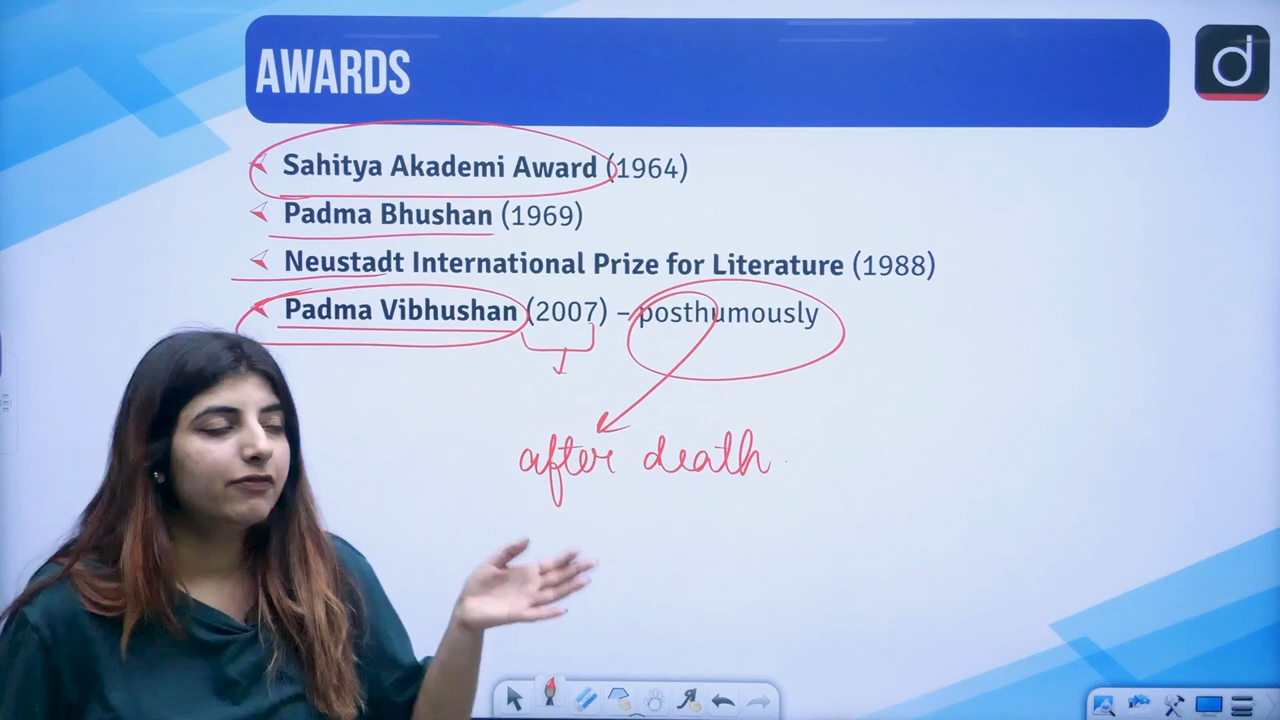 AWARDS
d
Sahitya Akademi Award (1964)
Padma Bhushan (1969)
Neustadt International Prize for Literature (1988)
Padma Vibhushan (2007) – posthumously
after death